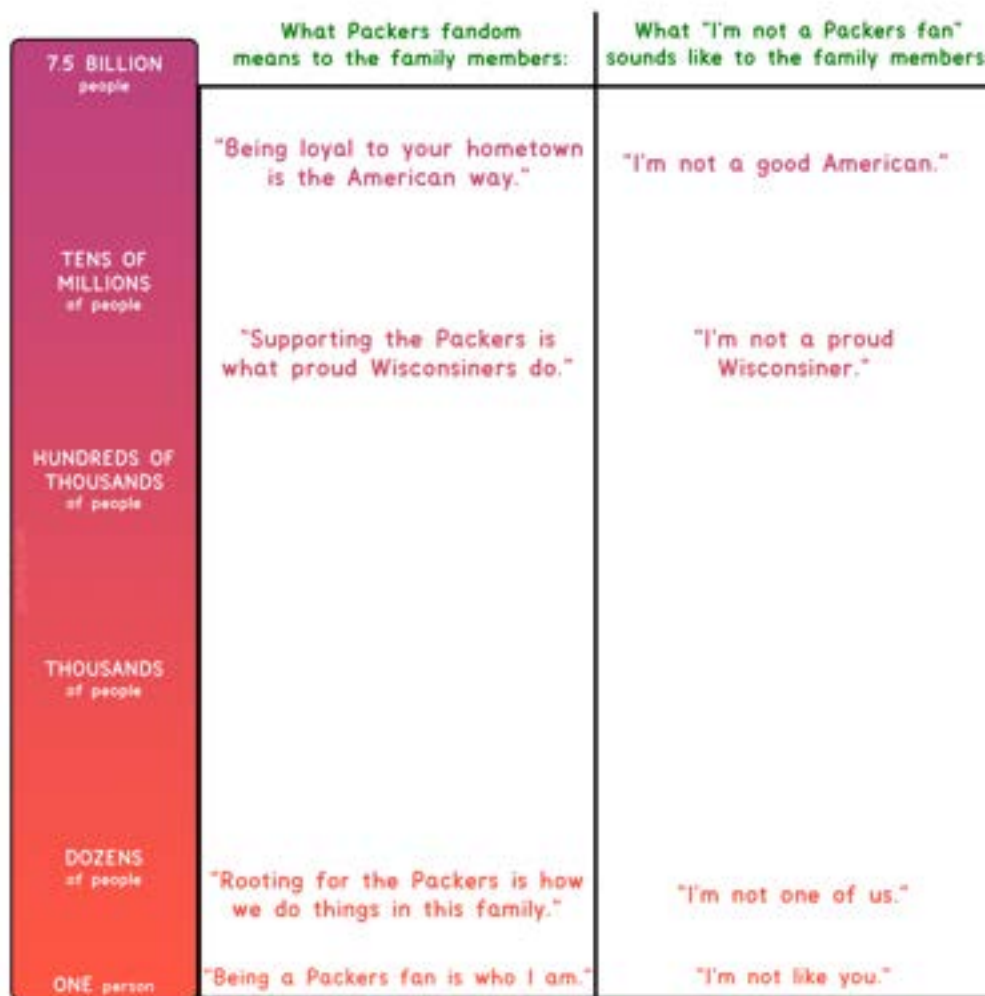 What Packers fandom
means to the family members:
What "I'm not a Packers fan"
sounds like to the family members
7.5 BILLION
people
"Being loyal to your hometown
is the American way."
"I'm not a good American."
TENS OF
MILLIONS
of people
"Supporting the Packers is
what proud Wisconsiners do."
"I'm not a proud
Wisconsiner."
HUNDREDS OF
THOUSANDS
of people
THOUSANDS
of people
DOZENS
of people
"Rooting for the Packers is how
we do things in this family."
"I'm not one of us."
ONE person
"Being a Packers fan is who I am."
"I'm not like you."